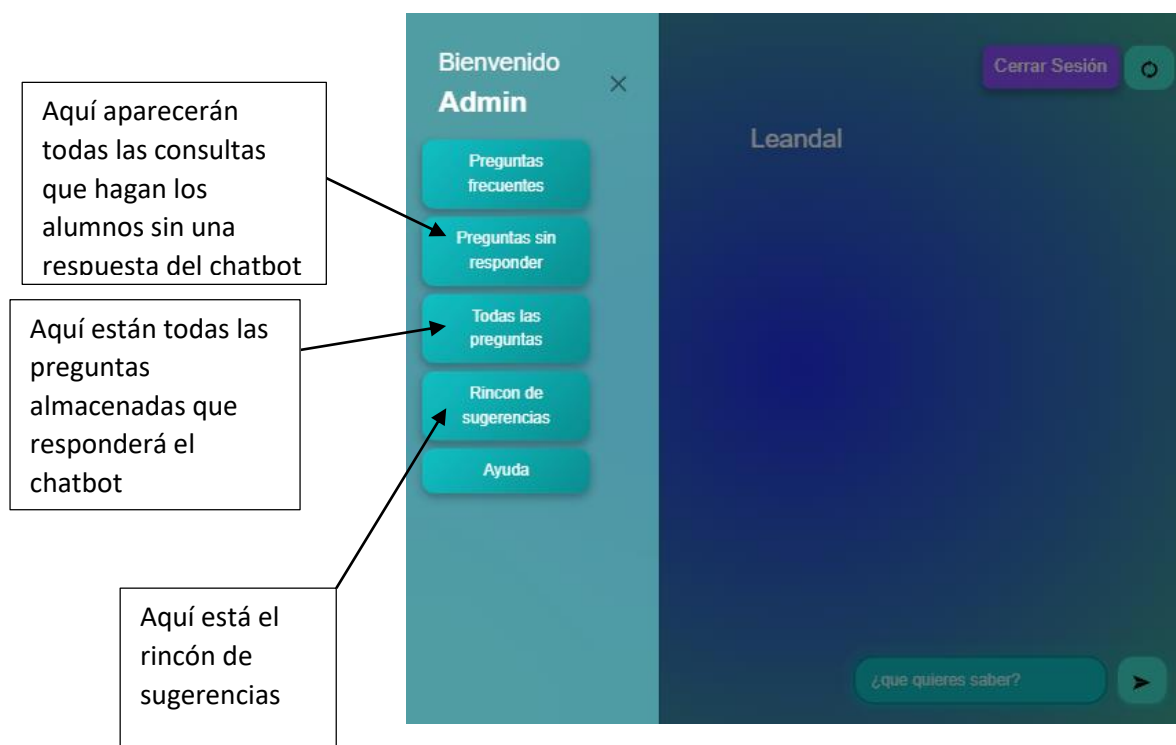 Aquí aparecerán
todas las consultas
que hagan los
alumnos sin una
respuesta del chatbot
Aquí están todas las
preguntas
almacenadas que
responderá el
chatbot
Aquí está el
rincón de
sugerencias
Bienvenido
Admin
Preguntas
frecuentes
Preguntas sin
responder
Todas las
preguntas
Rincon de
sugerencias
Ayuda
Cerrar Sesión
Leandal
¿que quieres saber?